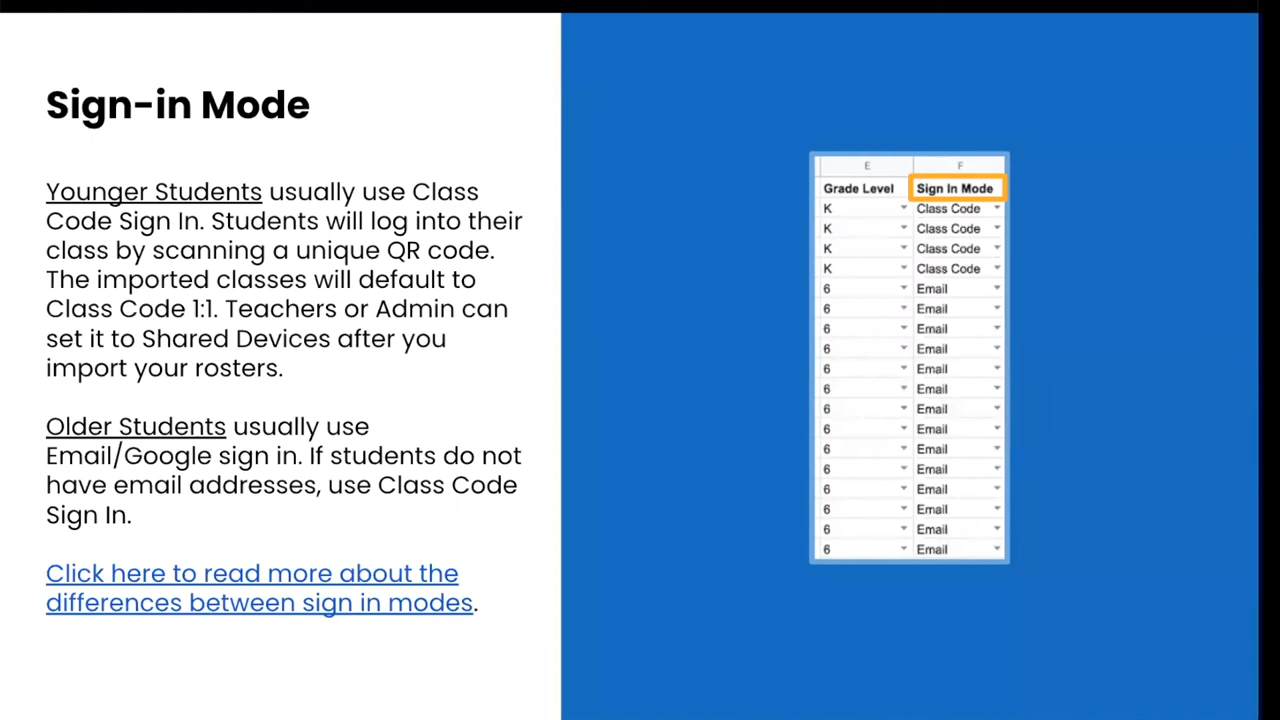 Sign-in Mode
Younger Students usually use Class
Code Sign In. Students will log into their
class by scanning a unique QR code.
The imported classes will default to
Class Code 1:1. Teachers or Admin can
set it to Shared Devices after you
import your rosters.
Older Students usually use
Email/Google sign in. If students do not
have email addresses, use Class Code
Sign In.
Click here to read more about the
differences between sign in modes.
E F
Grade Level Sign In Mode
K Class Code
K Class Code
K Class Code
K Class Code
6 Email
6 Email
6 Email
6 Email
6 Email
6 Email
6 Email
6 Email
6 Email
6 Email
6 Email
6 Email
6 Email
6 Email